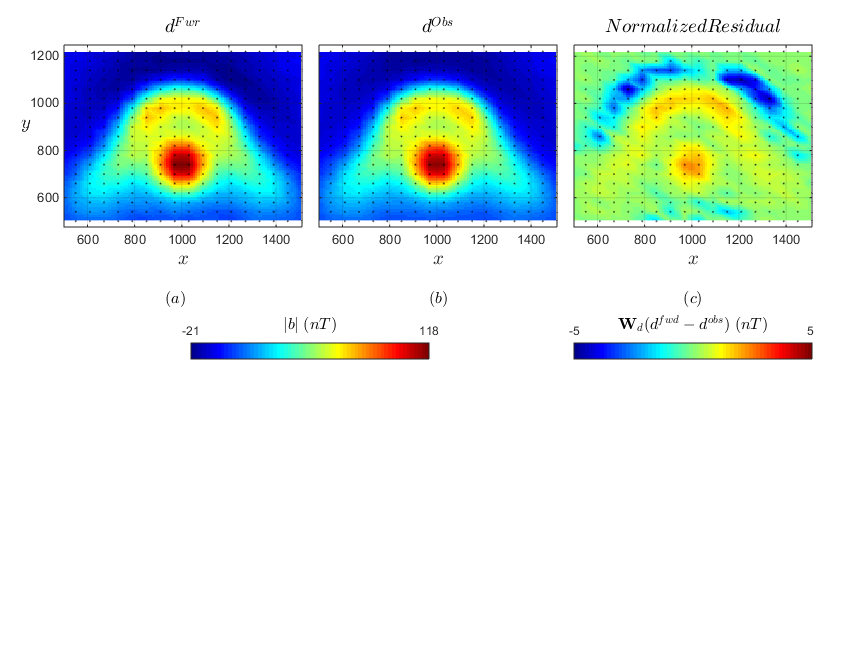 d^Fwr d^Obs NormalizedResidual
1200
1000
y
800
600
600 800 1000 1200 1400 600 800 1000 1200 1400 600 800 1000 1200 1400
x x x
(a) (b) (c)
-21 |b| (nT) 118 -5 W_d(d^fwd − d^obs) (nT) 5